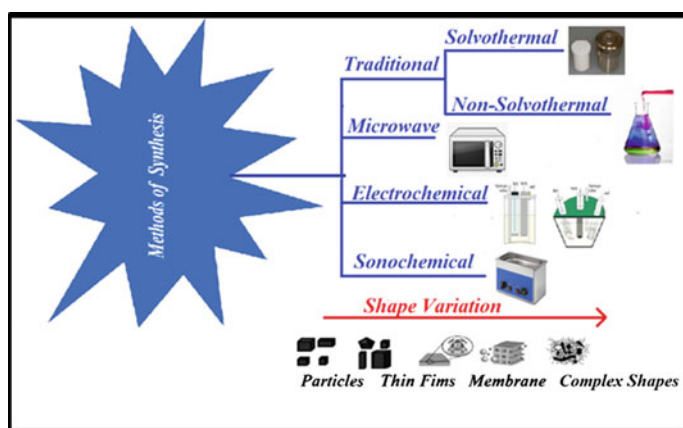 Methods of Synthesis
Traditional
Solvothermal
Non-Solvothermal
Microwave
Electrochemical
Sonochemical
Shape Variation
Particles Thin Fims Membrane Complex Shapes